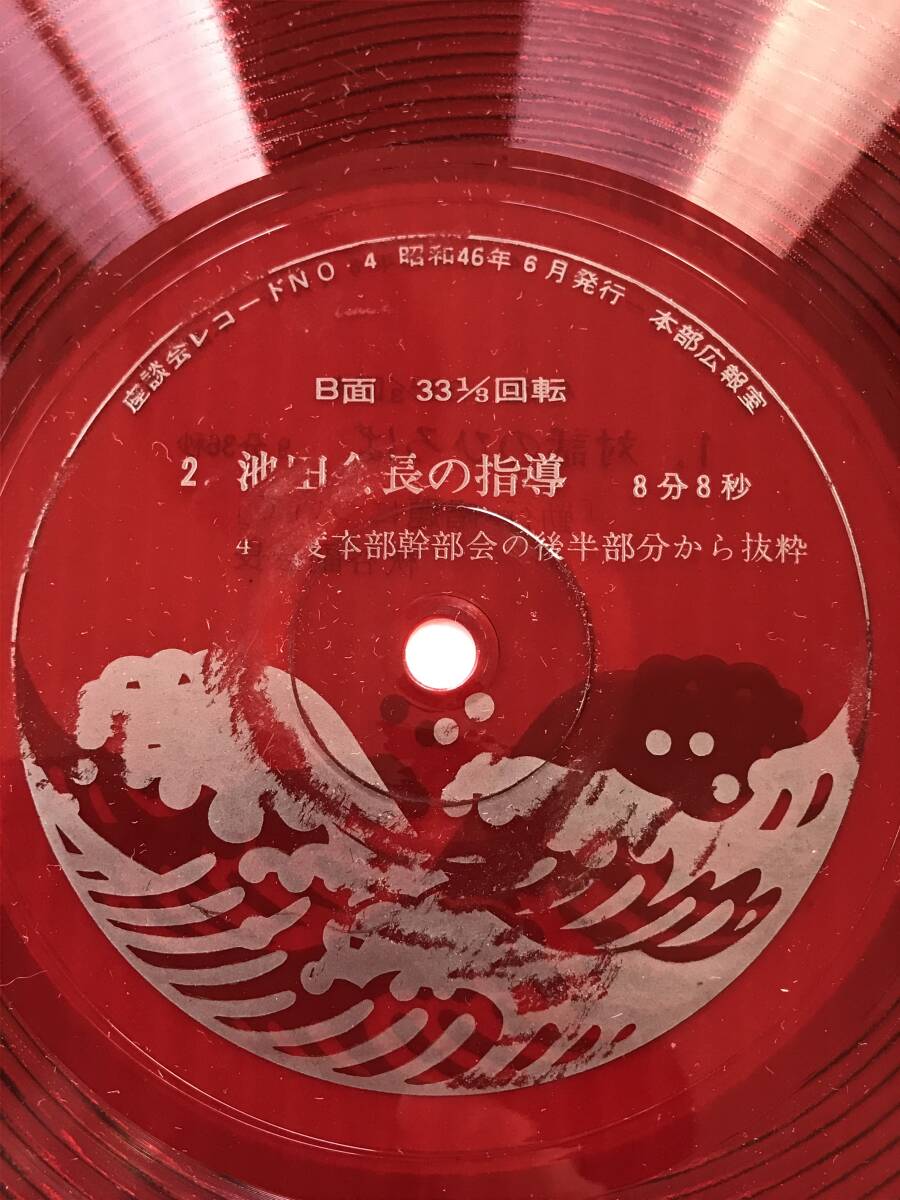 座談会レコードNO.4 昭和46年6月発行 本部広報室
B面 33⅓回転
2 池田会長の指導 8分8秒
本部幹部会の後半部分から抜粋